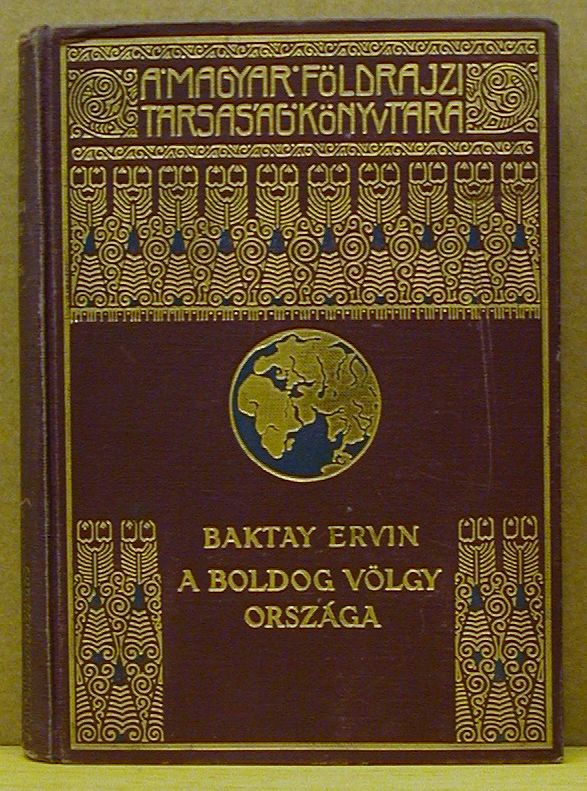 A·MAGYAR·FÖLDRAJZI
TÁRSASÁG·KÖNYVTÁRA
BAKTAY ERVIN
A BOLDOG VÖLGY
ORSZÁGA